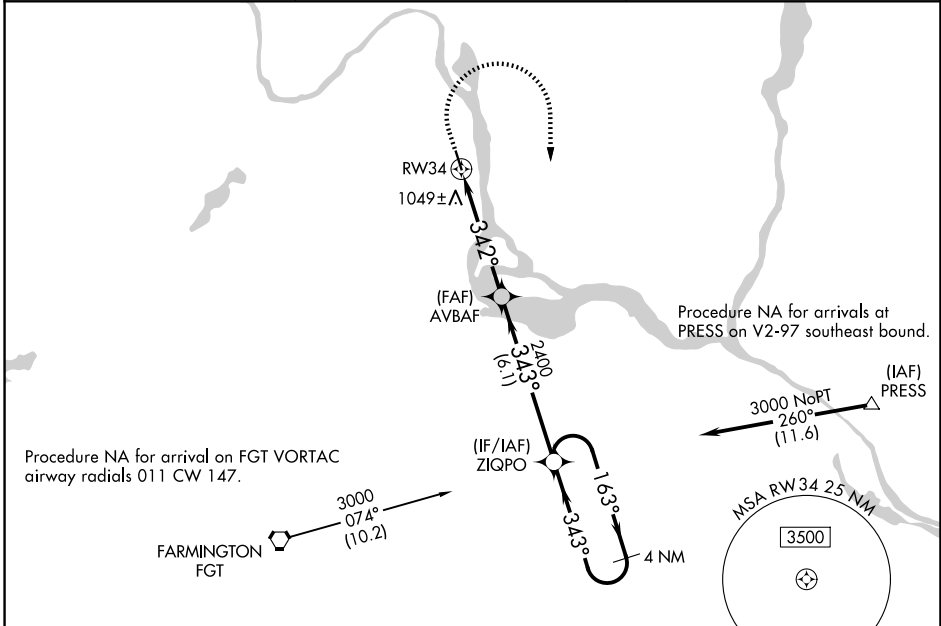 RW34
1049±
342°
(FAF)
AVBAF
Procedure NA for arrivals at
PRESS on V2-97 southeast bound.
2400
343°
(6.1)
(IAF)
PRESS
3000 NoPT
260°
(11.6)
(IF/IAF)
ZIQPO
Procedure NA for arrival on FGT VORTAC
airway radials 011 CW 147.
163°
343°
4 NM
3000
074°
(10.2)
FARMINGTON
FGT
MSA RW34 25 NM
3500